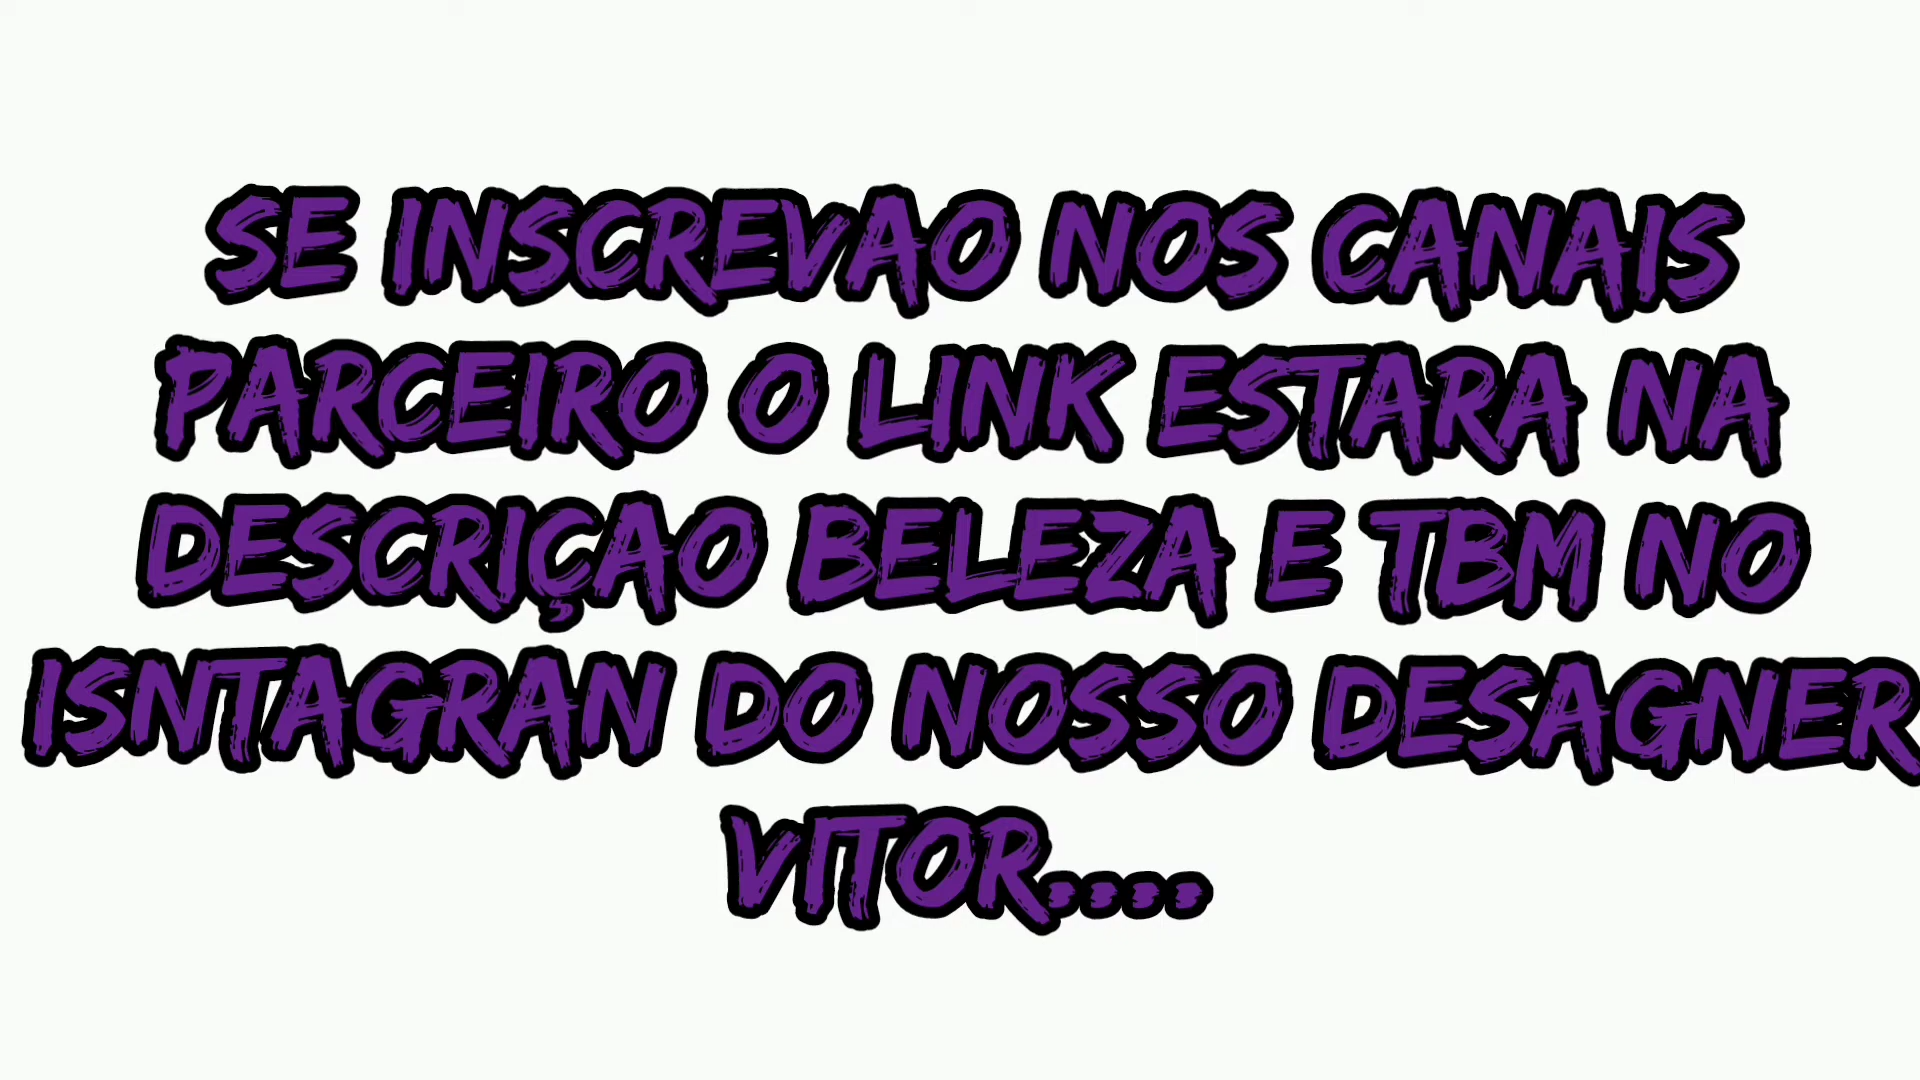 SE INSCREVAO NOS CANAIS
PARCEIRO O LINK ESTARA NA
DESCRIÇAO BELEZA E TBM NO
ISNTAGRAN DO NOSSO DESAGNER
VITOR....